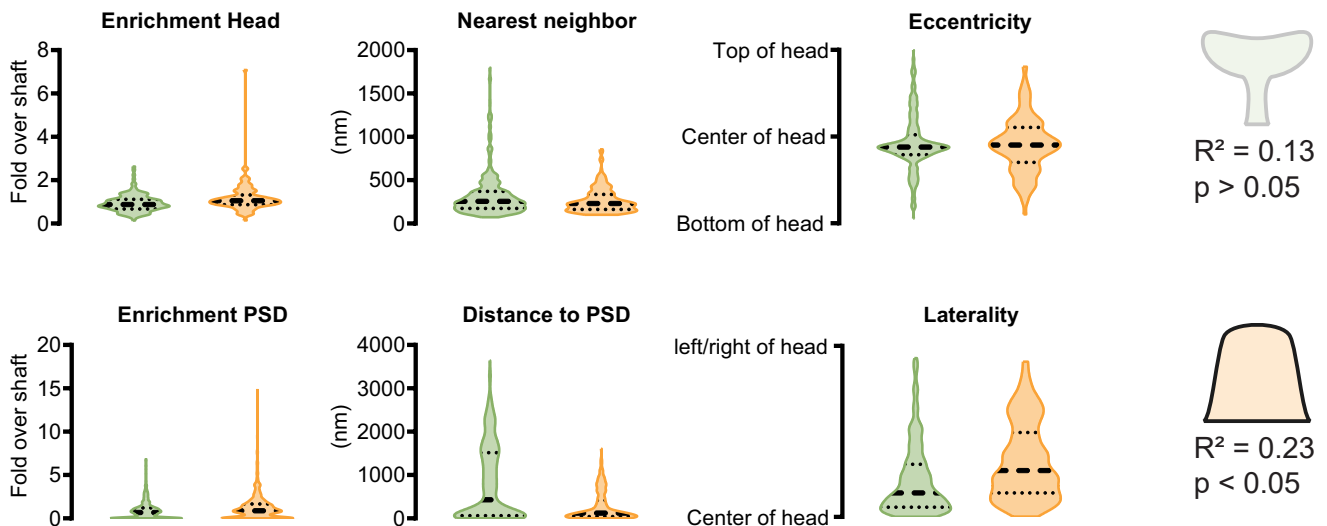 Enrichment Head
Fold over shaft
8
6
4
2
0
Nearest neighbor
(nm)
2000
1500
1000
500
0
Eccentricity
Top of head
Center of head
Bottom of head
R² = 0.13
p > 0.05
Enrichment PSD
Fold over shaft
20
15
10
5
0
Distance to PSD
(nm)
4000
3000
2000
1000
0
Laterality
left/right of head
Center of head
R² = 0.23
p < 0.05